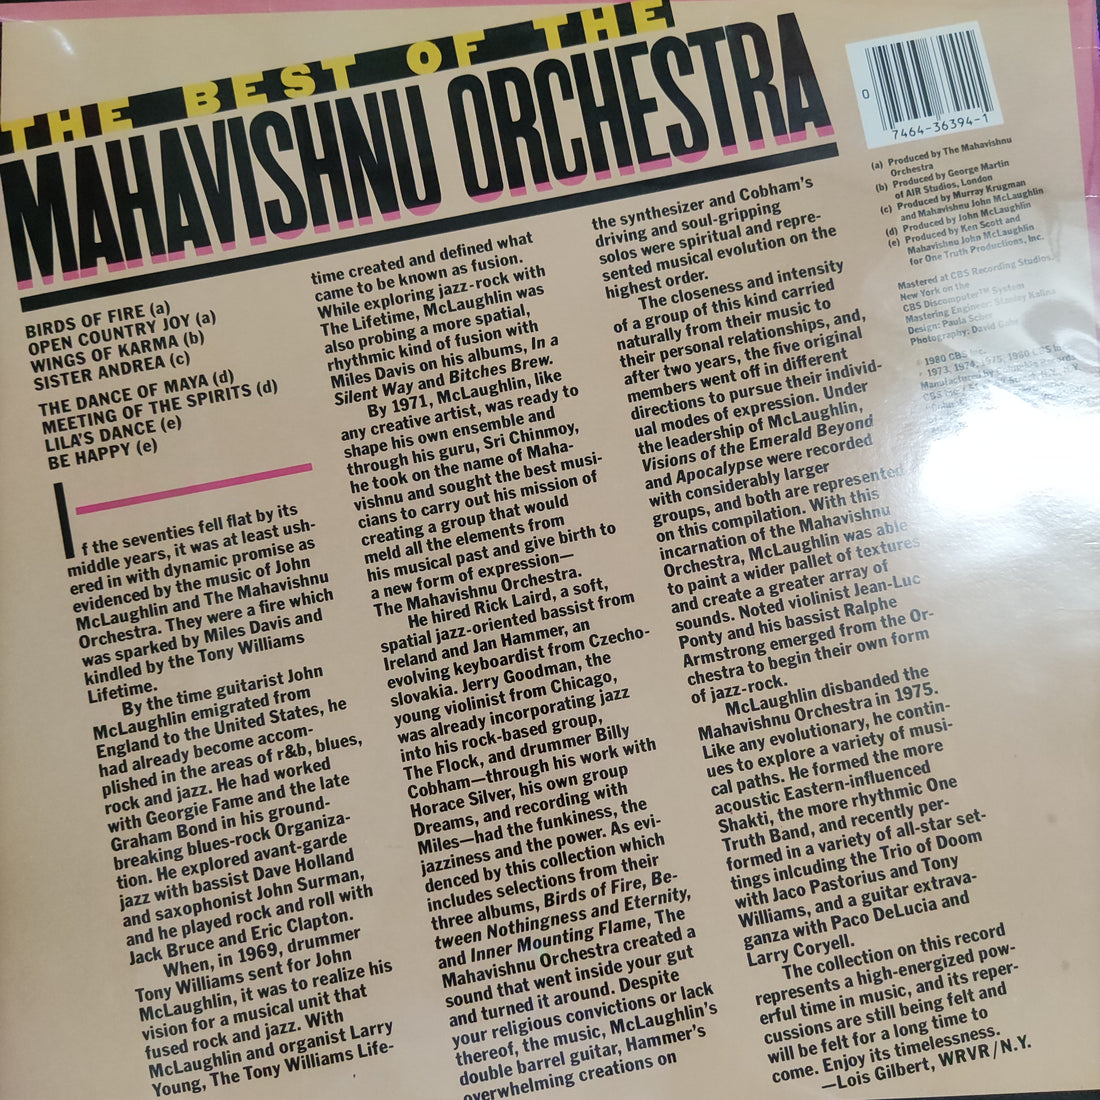 THE BEST OF THE
MAHAVISHNU ORCHESTRA
BIRDS OF FIRE (a)
OPEN COUNTRY JOY (a)
WINGS OF KARMA (b)
SISTER ANDREA (c)
THE DANCE OF MAYA (d)
MEETING OF THE SPIRITS (d)
LILA'S DANCE (e)
BE HAPPY (e)
If the seventies fell flat by its
middle years, it was at least ush-
ered in with dynamic promise as
evidenced by the music of John
McLaughlin and The Mahavishnu
Orchestra. They were a fire which
was sparked by Miles Davis and
kindled by the Tony Williams
Lifetime.
By the time guitarist John
McLaughlin emigrated from
England to the United States, he
had already become accom-
plished in the areas of r&b, blues,
rock and jazz. He had worked
with Georgie Fame and the late
Graham Bond in his ground-
breaking blues-rock Organiza-
tion. He explored avant-garde
jazz with bassist Dave Holland
and saxophonist John Surman,
and he played rock and roll with
Jack Bruce and Eric Clapton.
When, in 1969, drummer
Tony Williams sent for John
McLaughlin, it was to realize his
vision for a musical unit that
fused rock and jazz. With
McLaughlin and organist Larry
Young, The Tony Williams Life-
time created and defined what
came to be known as fusion.
While exploring jazz-rock with
The Lifetime, McLaughlin was
also probing a more spatial,
rhythmic kind of fusion with
Miles Davis on his albums, In a
Silent Way and Bitches Brew.
By 1971, McLaughlin, like
any creative artist, was ready to
shape his own ensemble and
through his guru, Sri Chinmoy,
he took on the name of Maha-
vishnu and sought the best musi-
cians to carry out his mission of
creating a group that would
meld all the elements from
his musical past and give birth to
a new form of expression—
The Mahavishnu Orchestra.
He hired Rick Laird, a soft,
spatial jazz-oriented bassist from
Ireland and Jan Hammer, an
evolving keyboardist from Czecho-
slovakia. Jerry Goodman, the
young violinist from Chicago,
was already incorporating jazz
into his rock-based group,
The Flock, and drummer Billy
Cobham—through his work with
Horace Silver, his own group
Dreams, and recording with
Miles—had the funkiness, the
jazziness and the power. As evi-
denced by this collection which
includes selections from their
three albums, Birds of Fire, Be-
tween Nothingness and Eternity,
and Inner Mounting Flame, The
Mahavishnu Orchestra created a
sound that went inside your gut
and turned it around. Despite
your religious convictions or lack
thereof, the music, McLaughlin's
double barrel guitar, Hammer's
overwhelming creations on
the synthesizer and Cobham's
driving and soul-gripping
solos were spiritual and repre-
sented musical evolution on the
highest order.
The closeness and intensity
of a group of this kind carried
naturally from their music to
their personal relationships, and,
after two years, the five original
members went off in different
directions to pursue their individ-
ual modes of expression. Under
the leadership of McLaughlin,
Visions of the Emerald Beyond
and Apocalypse were recorded
with considerably larger
groups, and both are represented
on this compilation. With this
incarnation of the Mahavishnu
Orchestra, McLaughlin was able
to paint a wider pallet of textures
and create a greater array of
sounds. Noted violinist Jean-Luc
Ponty and his bassist Ralphe
Armstrong emerged from the Or-
chestra to begin their own form
of jazz-rock.
McLaughlin disbanded the
Mahavishnu Orchestra in 1975.
Like any evolutionary, he contin-
ues to explore a variety of musi-
cal paths. He formed the more
acoustic Eastern-influenced
Shakti, the more rhythmic One
Truth Band, and recently per-
formed in a variety of all-star set-
tings inlcuding the Trio of Doom
with Jaco Pastorius and Tony
Williams, and a guitar extrava-
ganza with Paco DeLucia and
Larry Coryell.
The collection on this record
represents a high-energized pow-
erful time in music, and its reper-
cussions are still being felt and
will be felt for a long time to
come. Enjoy its timelessness.
—Lois Gilbert, WRVR/N.Y.
0
7464-36394-1
(a) Produced by The Mahavishnu
Orchestra
(b) Produced by George Martin
of AIR Studios, London
(c) Produced by Murray Krugman
and Mahavishnu John McLaughlin
(d) Produced by John McLaughlin
(e) Produced by Ken Scott and
Mahavishnu John McLaughlin
for One Truth Productions, Inc.
Mastered at CBS Recording Studios,
New York on the
CBS Discomputer™ System
Mastering Engineer: Stanley Kalina
Design: Paula Scher
Photography: David
© 1980 CBS Inc.
1973, 1974, 1975, 1980 CBS Inc.
Manufactured by Records
CBS Inc.